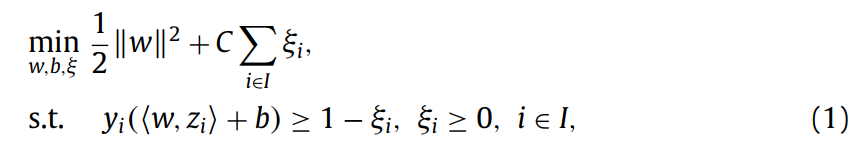 min_{w,b,ξ} 1/2 ‖w‖² + C ∑_{i∈I} ξ_i,
s.t. y_i(⟨w, z_i⟩ + b) ≥ 1 − ξ_i, ξ_i ≥ 0, i ∈ I, (1)